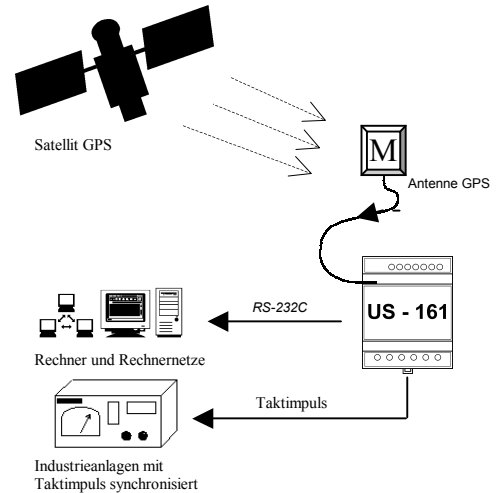 Satellit GPS
M
Antenne GPS
US - 161
RS-232C
Rechner und Rechnernetze
Taktimpuls
Industrieanlagen mit
Taktimpuls synchronisiert